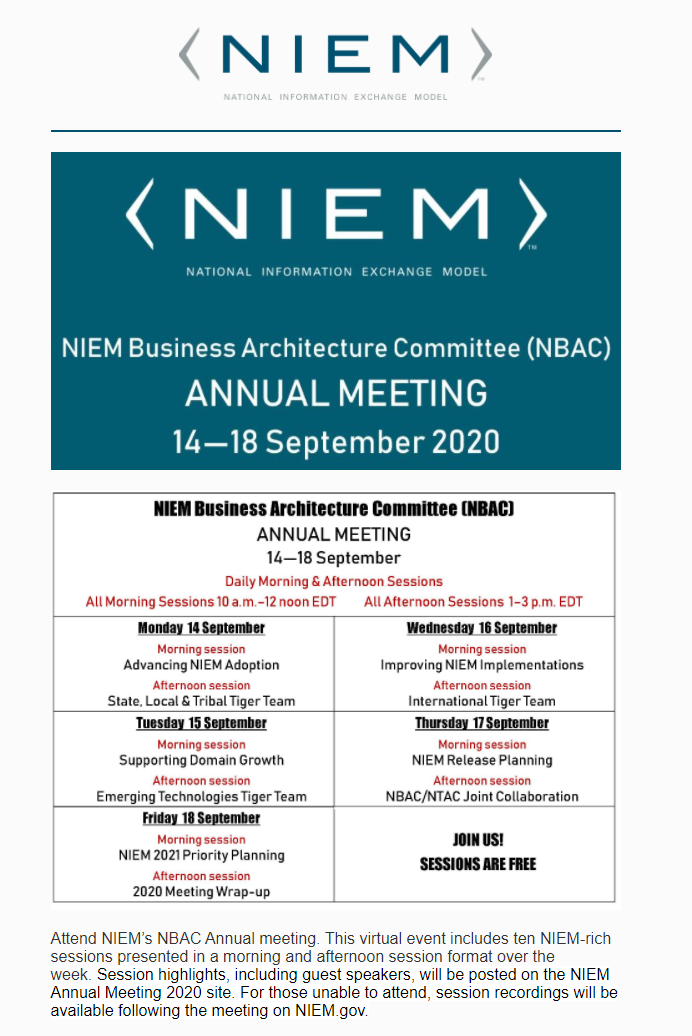 NIEM
™
NATIONAL INFORMATION EXCHANGE MODEL
NIEM
™
NATIONAL INFORMATION EXCHANGE MODEL
NIEM Business Architecture Committee (NBAC)
ANNUAL MEETING
14—18 September 2020
NIEM Business Architecture Committee (NBAC)
ANNUAL MEETING
14—18 September
Daily Morning & Afternoon Sessions
All Morning Sessions 10 a.m.–12 noon EDT All Afternoon Sessions 1–3 p.m. EDT
Monday 14 September
Morning session
Advancing NIEM Adoption
Afternoon session
State, Local & Tribal Tiger Team
Wednesday 16 September
Morning session
Improving NIEM Implementations
Afternoon session
International Tiger Team
Tuesday 15 September
Morning session
Supporting Domain Growth
Afternoon session
Emerging Technologies Tiger Team
Thursday 17 September
Morning session
NIEM Release Planning
Afternoon session
NBAC/NTAC Joint Collaboration
Friday 18 September
Morning session
NIEM 2021 Priority Planning
Afternoon session
2020 Meeting Wrap-up
JOIN US!
SESSIONS ARE FREE
Attend NIEM's NBAC Annual meeting. This virtual event includes ten NIEM-rich
sessions presented in a morning and afternoon session format over the
week. Session highlights, including guest speakers, will be posted on the NIEM
Annual Meeting 2020 site. For those unable to attend, session recordings will be
available following the meeting on NIEM.gov.